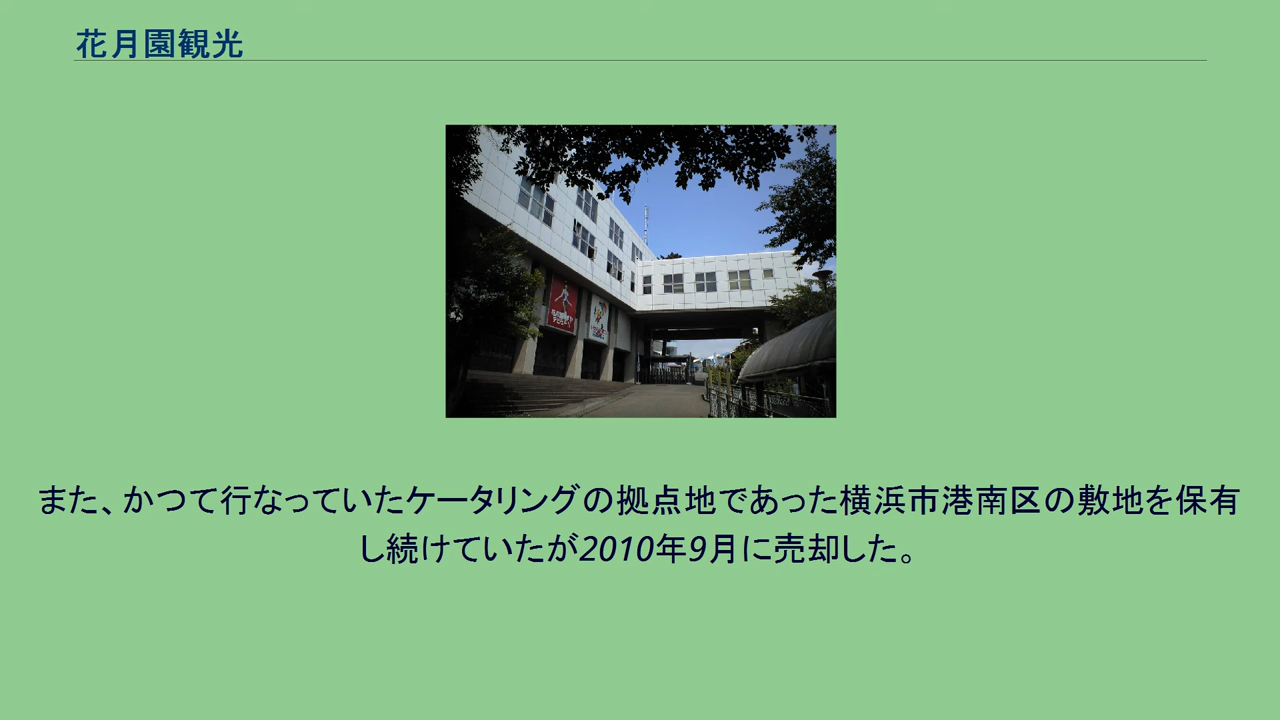 花月園観光
また、かつて行なっていたケータリングの拠点地であった横浜市港南区の敷地を保有
し続けていたが2010年9月に売却した。